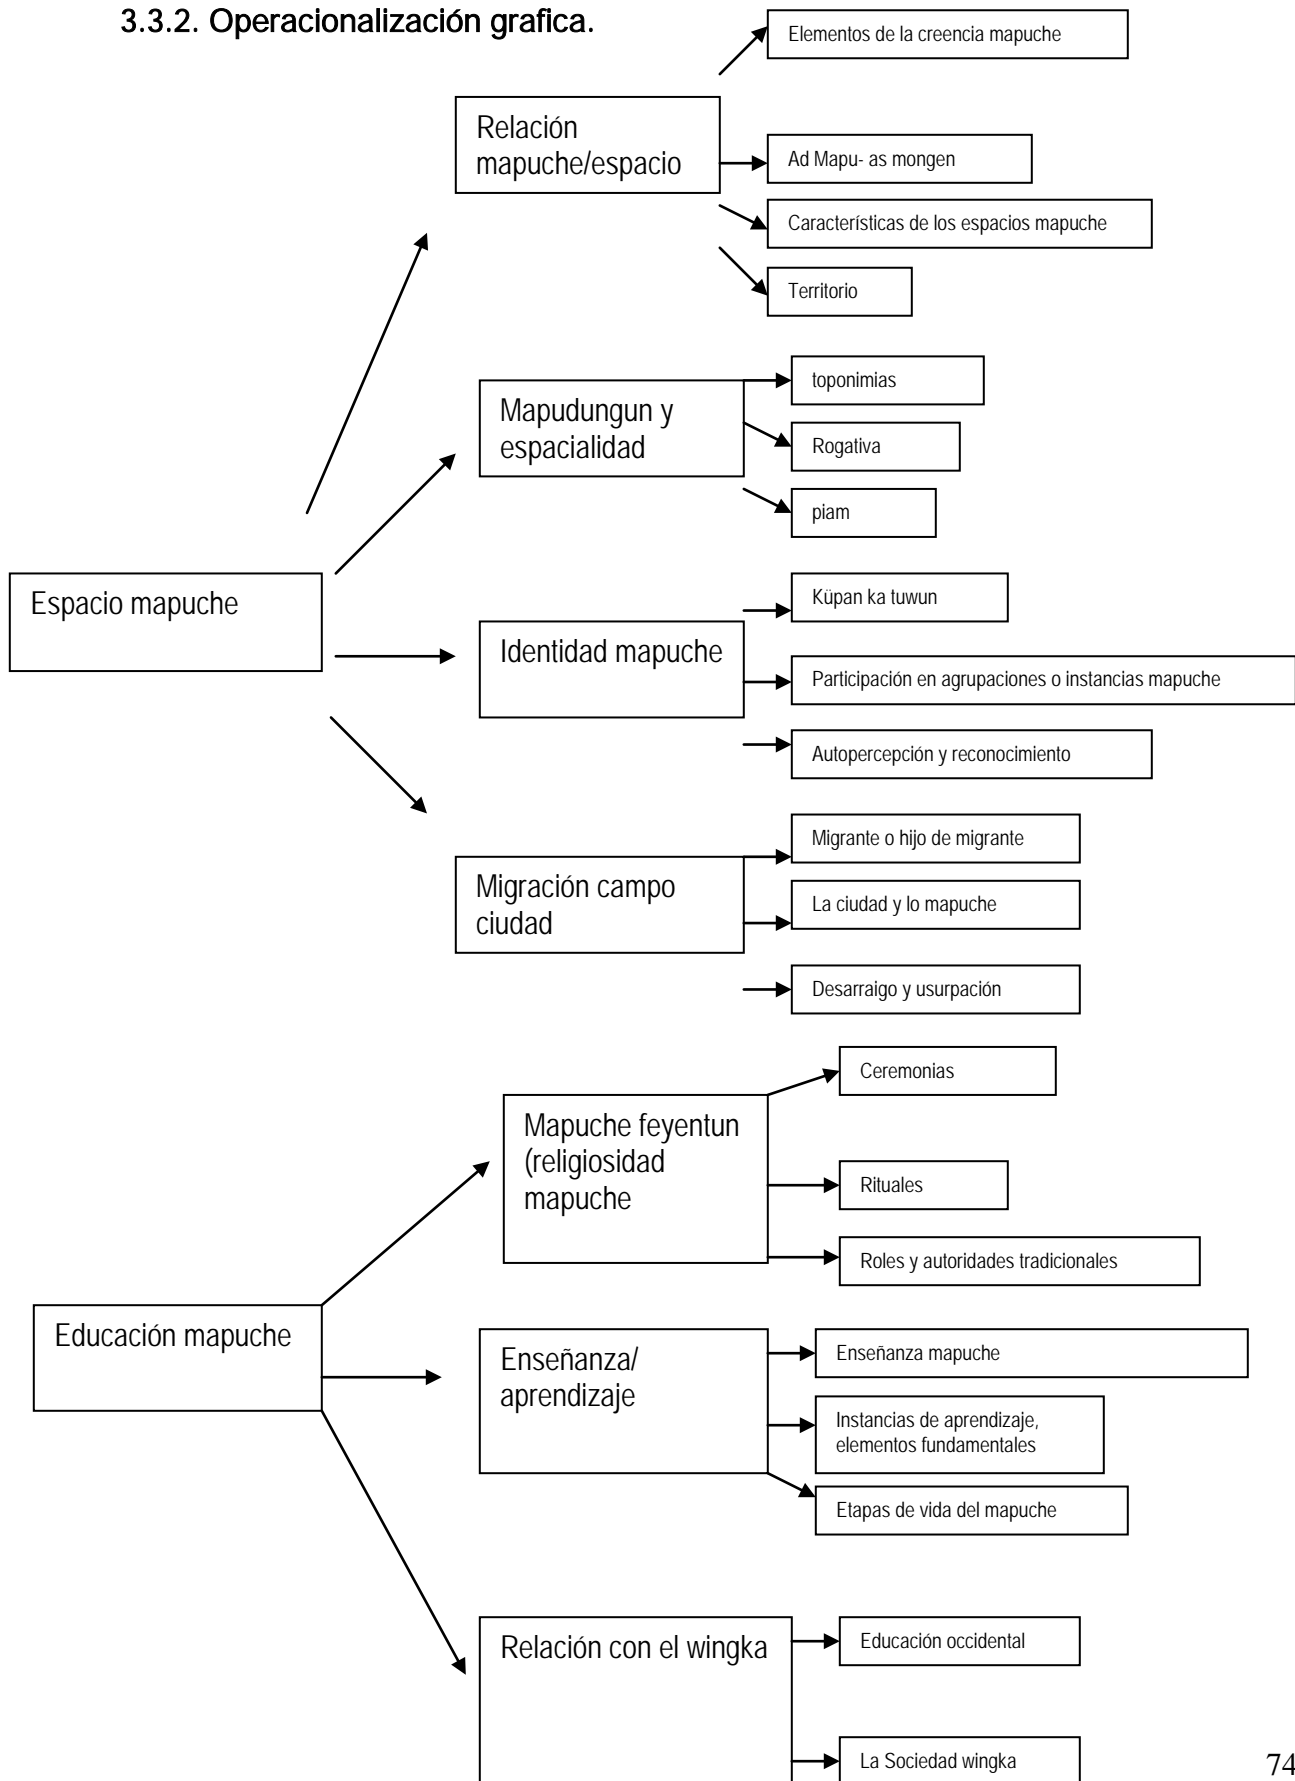 3.3.2. Operacionalización grafica.
Elementos de la creencia mapuche
Relación
mapuche/espacio
Ad Mapu- as mongen
Características de los espacios mapuche
Territorio
Mapudungun y
espacialidad
toponimias
Rogativa
piam
Espacio mapuche
Küpan ka tuwun
Identidad mapuche
Participación en agrupaciones o instancias mapuche
Autopercepción y reconocimiento
Migración campo
ciudad
Migrante o hijo de migrante
La ciudad y lo mapuche
Desarraigo y usurpación
Ceremonias
Mapuche feyentun
(religiosidad
mapuche
Rituales
Roles y autoridades tradicionales
Educación mapuche
Enseñanza/
aprendizaje
Enseñanza mapuche
Instancias de aprendizaje,
elementos fundamentales
Etapas de vida del mapuche
Relación con el wingka
Educación occidental
La Sociedad wingka
74